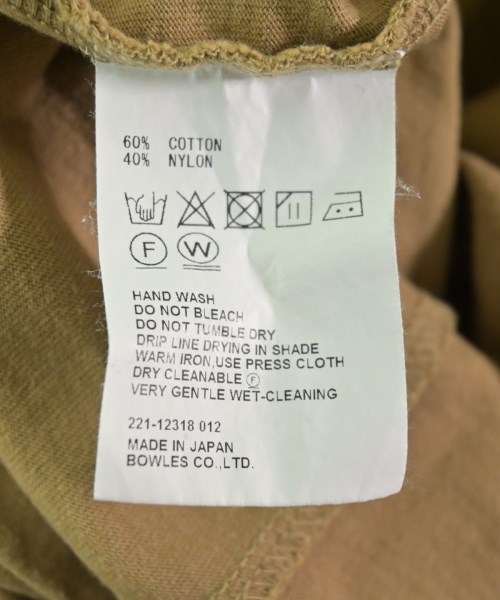 60% COTTON
40% NYLON
F W
HAND WASH
DO NOT BLEACH
DO NOT TUMBLE DRY
DRIP LINE DRYING IN SHADE
WARM IRON,USE PRESS CLOTH
DRY CLEANABLE Ⓕ
VERY GENTLE WET-CLEANING
221-12318 012
MADE IN JAPAN
BOWLES CO.,LTD.